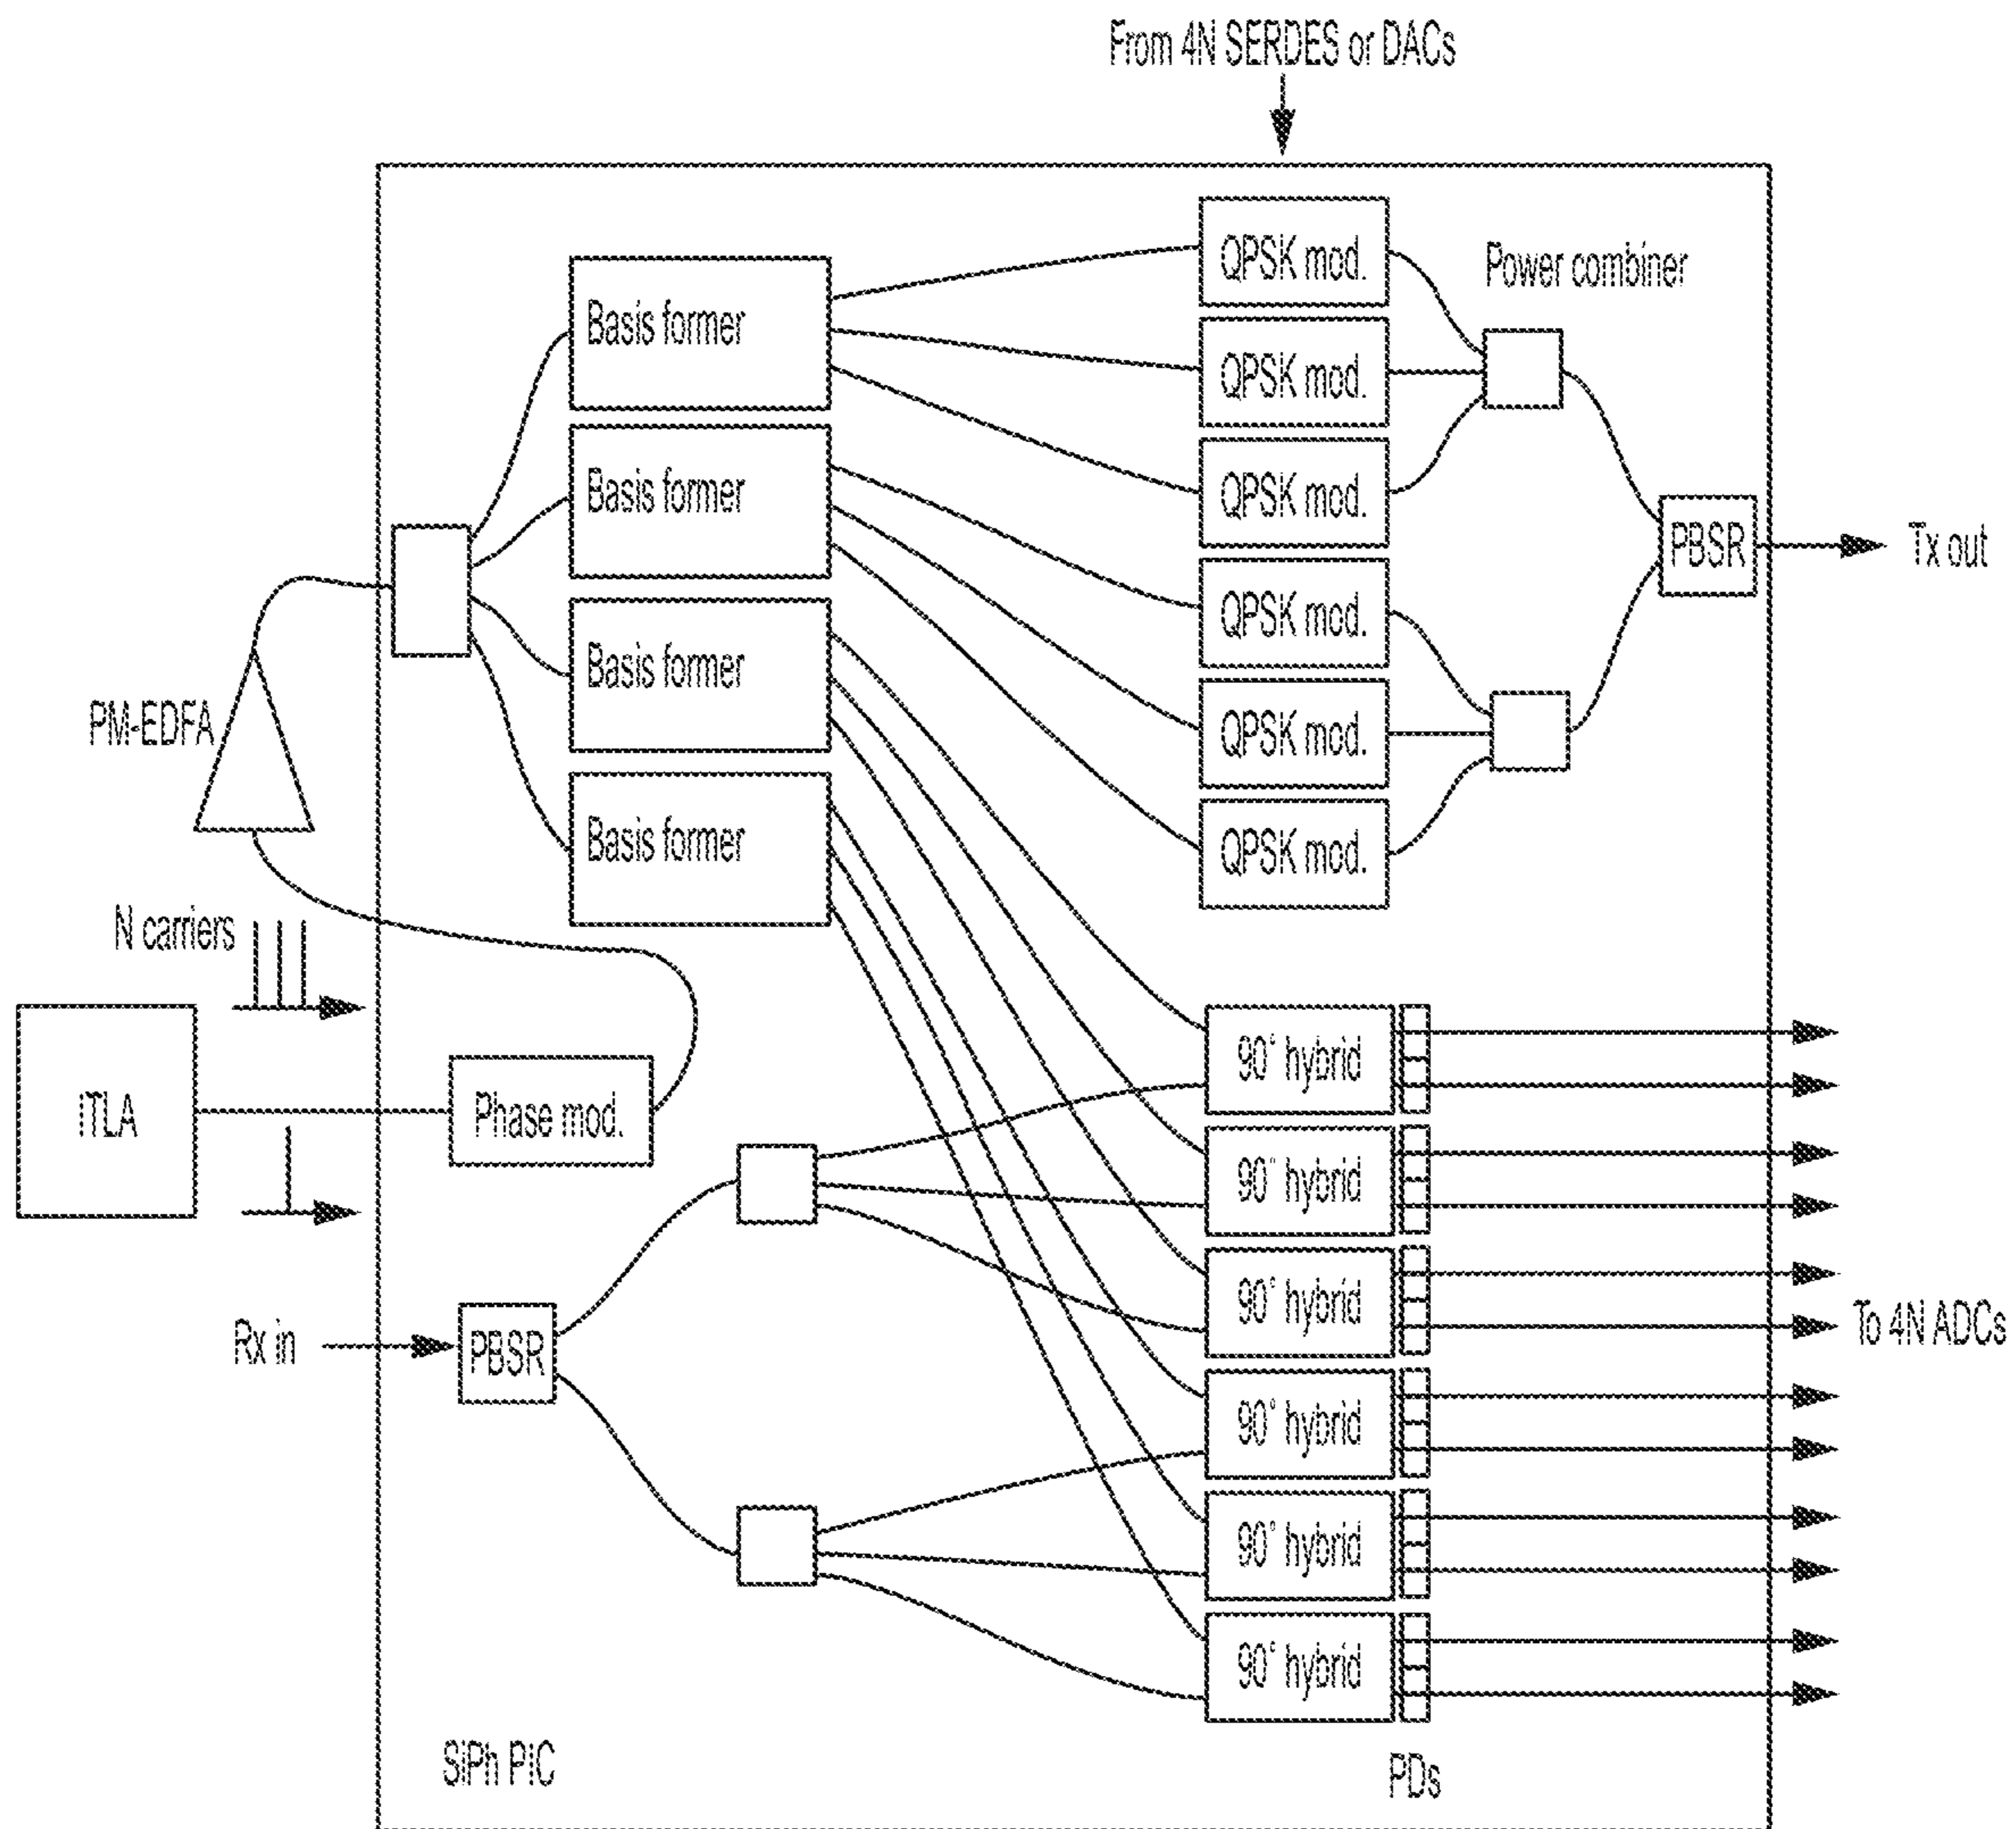 From 4N SERDES or DACs
QPSK mod.
Power combiner
Basis former
QPSK mod.
QPSK mod.
Basis former
PBSR
Tx out
QPSK mod.
Basis former
PM-EDFA
QPSK mod.
Basis former
QPSK mod.
N carriers
ITLA
Phase mod.
90° hybrid
90° hybrid
90° hybrid
To 4N ADCs
Rx in
PBSR
90° hybrid
90° hybrid
90° hybrid
SiPh PIC
PDs